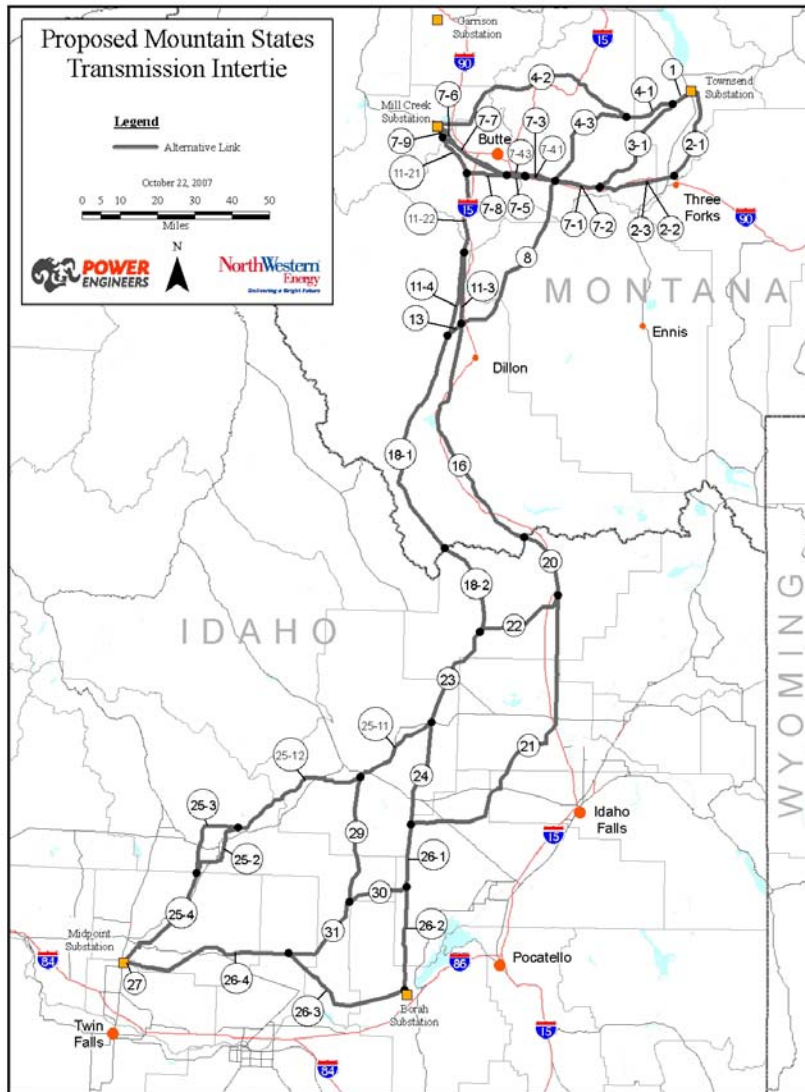 Proposed Mountain States
Transmission Intertie
Legend
Alternative Link
October 22, 2007
0 5 10 20 30 40 50
Miles
POWER
ENGINEERS
N
NorthWestern
Energy
Delivering a Bright Future
Garrison
Substation
90
15
Townsend
Substation
1
4-2
4-1
7-6
Mill Creek
Substation
7-7
7-3
4-3
3-1
2-1
7-9
Butte
7-43
7-41
11-21
15
7-8
7-5
7-1
7-2
2-3
2-2
Three
Forks
90
11-22
8
11-4
11-3
MONTANA
13
Ennis
Dillon
18-1
16
20
18-2
22
IDAHO
WYOMING
23
25-11
25-12
24
21
25-3
29
Idaho
Falls
15
25-2
26-1
30
25-4
31
26-2
Midpoint
Substation
84
27
26-4
86
Pocatello
26-3
Borah
Substation
Twin
Falls
15
84